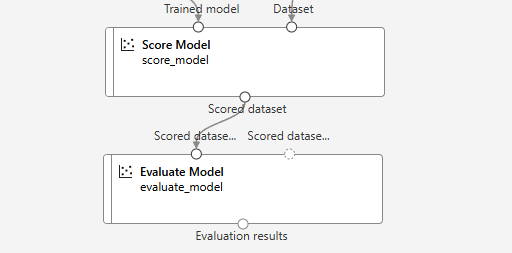 Trained model Dataset
Score Model
score_model
Scored dataset
Scored datase... Scored datase...
Evaluate Model
evaluate_model
Evaluation results